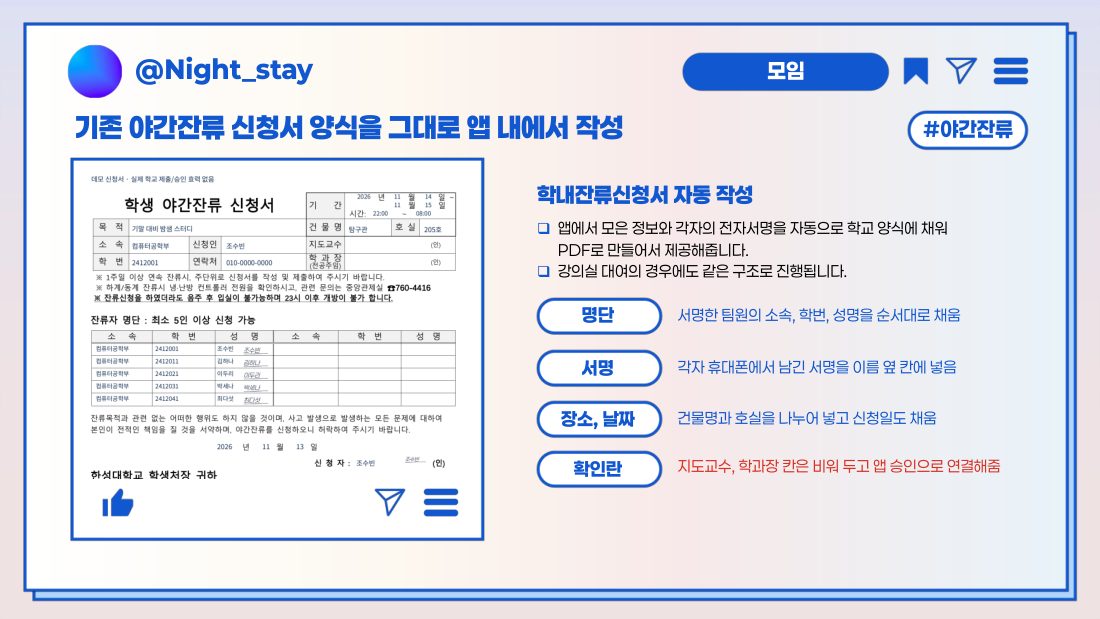 @Night_stay
모임
기존 야간잔류 신청서 양식을 그대로 앱 내에서 작성
#야간잔류
데모 신청서 · 실제 학교 제출/승인 효력 없음
학생 야간잔류 신청서
기 간
2026 년 11 월 14 일 ~
11 월 15 일
시간: 22:00 ~ 08:00
목 적 기말 대비 밤샘 스터디 건 물 명 탐구관 호 실 205호
소 속 컴퓨터공학부 신청인 조수빈 지도교수 (인)
학 번 2412001 연락처 010-0000-0000 학 과 장 (전공주임) (인)
※ 1주일 이상 연속 잔류시, 주단위로 신청서를 작성 및 제출하여 주시기 바랍니다.
※ 하계/동계 잔류시 냉·난방 컨트롤러 전원을 확인하시고, 관련 문의는 중앙관제실 ☎760-4416
※ 잔류신청을 하였더라도 음주 후 입실이 불가능하며 23시 이후 개방이 불가 합니다.
잔류자 명단 : 최소 5인 이상 신청 가능
소 속 학 번 성 명 소 속 학 번 성 명
컴퓨터공학부 2412001 조수빈 조수빈
컴퓨터공학부 2412011 김하나 김하나
컴퓨터공학부 2412021 이두리 이두리
컴퓨터공학부 2412031 박세나 박세나
컴퓨터공학부 2412041 최다섯 최다섯
잔류목적과 관련 없는 어떠한 행위도 하지 않을 것이며, 사고 발생으로 발생하는 모든 문제에 대하여
본인이 전적인 책임을 질 것을 서약하며, 야간잔류를 신청하오니 허락하여 주시기 바랍니다.
2026 년 11 월 13 일
신 청 자 : 조수빈 조수빈 (인)
한성대학교 학생처장 귀하
학내잔류신청서 자동 작성
앱에서 모은 정보와 각자의 전자서명을 자동으로 학교 양식에 채워
PDF로 만들어서 제공해줍니다.
강의실 대여의 경우에도 같은 구조로 진행됩니다.
명단 서명한 팀원의 소속, 학번, 성명을 순서대로 채움
서명 각자 휴대폰에서 남긴 서명을 이름 옆 칸에 넣음
장소, 날짜 건물명과 호실을 나누어 넣고 신청일도 채움
확인란 지도교수, 학과장 칸은 비워 두고 앱 승인으로 연결해줌